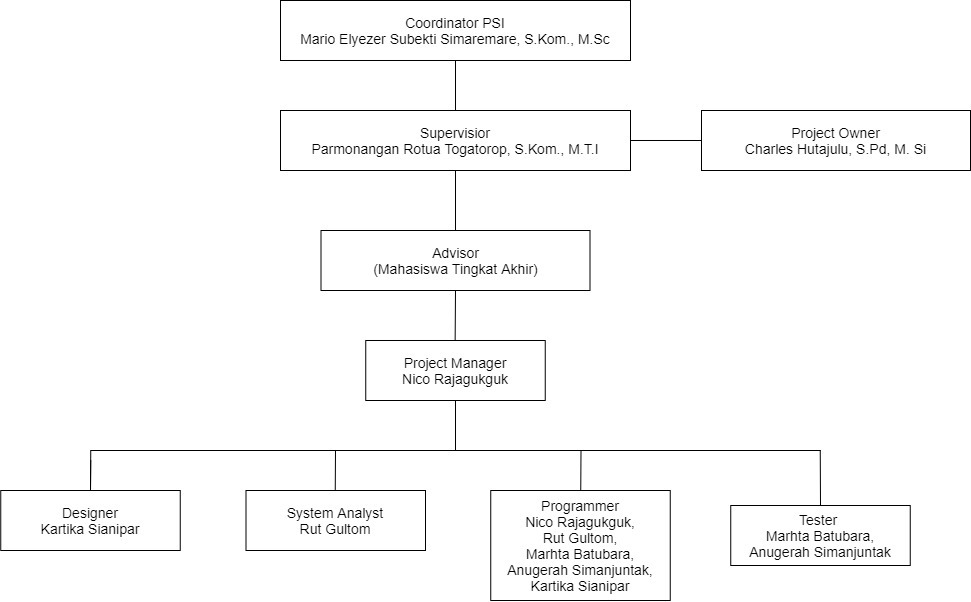 Coordinator PSI
Mario Elyezer Subekti Simaremare, S.Kom., M.Sc
Supervisior
Parmonangan Rotua Togatorop, S.Kom., M.T.I
Project Owner
Charles Hutajulu, S.Pd, M. Si
Advisor
(Mahasiswa Tingkat Akhir)
Project Manager
Nico Rajagukguk
Designer
Kartika Sianipar
System Analyst
Rut Gultom
Programmer
Nico Rajagukguk,
Rut Gultom,
Marhta Batubara,
Anugerah Simanjuntak,
Kartika Sianipar
Tester
Marhta Batubara,
Anugerah Simanjuntak